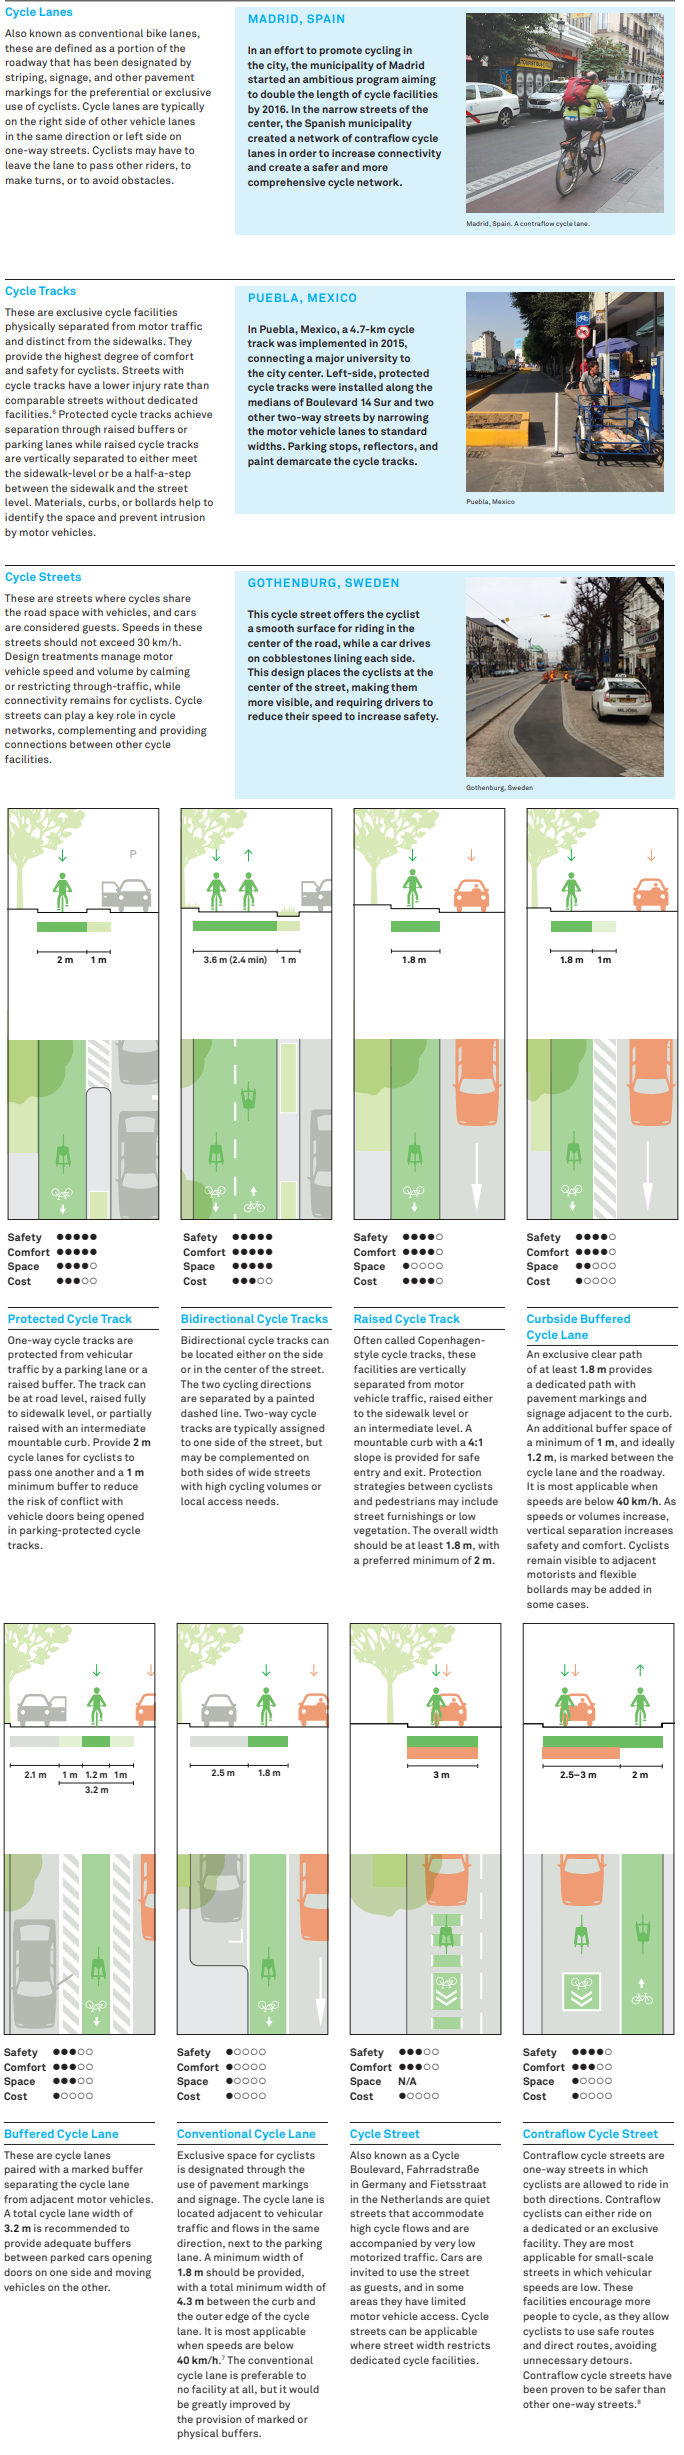 Cycle Lanes
Also known as conventional bike lanes,
these are defined as a portion of the
roadway that has been designated by
striping, signage, and other pavement
markings for the preferential or exclusive
use of cyclists. Cycle lanes are typically
on the right side of other vehicle lanes
in the same direction or left side on
one-way streets. Cyclists may have to
leave the lane to pass other riders, to
make turns, or to avoid obstacles.
MADRID, SPAIN
In an effort to promote cycling in
the city, the municipality of Madrid
started an ambitious program aiming
to double the length of cycle facilities
by 2016. In the narrow streets of the
center, the Spanish municipality
created a network of contraflow cycle
lanes in order to increase connectivity
and create a safer and more
comprehensive cycle network.
Madrid, Spain. A contraflow cycle lane.
Cycle Tracks
These are exclusive cycle facilities
physically separated from motor traffic
and distinct from the sidewalks. They
provide the highest degree of comfort
and safety for cyclists. Streets with
cycle tracks have a lower injury rate than
comparable streets without dedicated
facilities.⁶ Protected cycle tracks achieve
separation through raised buffers or
parking lanes while raised cycle tracks
are vertically separated to either meet
the sidewalk-level or be a half-a-step
between the sidewalk and the street
level. Materials, curbs, or bollards help to
identify the space and prevent intrusion
by motor vehicles.
PUEBLA, MEXICO
In Puebla, Mexico, a 4.7-km cycle
track was implemented in 2015,
connecting a major university to
the city center. Left-side, protected
cycle tracks were installed along the
medians of Boulevard 14 Sur and two
other two-way streets by narrowing
the motor vehicle lanes to standard
widths. Parking stops, reflectors, and
paint demarcate the cycle tracks.
Puebla, Mexico
Cycle Streets
These are streets where cycles share
the road space with vehicles, and cars
are considered guests. Speeds in these
streets should not exceed 30 km/h.
Design treatments manage motor
vehicle speed and volume by calming
or restricting through-traffic, while
connectivity remains for cyclists. Cycle
streets can play a key role in cycle
networks, complementing and providing
connections between other cycle
facilities.
GOTHENBURG, SWEDEN
This cycle street offers the cyclist
a smooth surface for riding in the
center of the road, while a car drives
on cobblestones lining each side.
This design places the cyclists at the
center of the street, making them
more visible, and requiring drivers to
reduce their speed to increase safety.
Gothenburg, Sweden
P
2 m 1 m
3.6 m (2.4 min) 1 m
1.8 m
1.8 m 1m
Safety
Comfort
Space
Cost
Safety
Comfort
Space
Cost
Safety
Comfort
Space
Cost
Safety
Comfort
Space
Cost
Protected Cycle Track
One-way cycle tracks are
protected from vehicular
traffic by a parking lane or a
raised buffer. The track can
be at road level, raised fully
to sidewalk level, or partially
raised with an intermediate
mountable curb. Provide 2 m
cycle lanes for cyclists to
pass one another and a 1 m
minimum buffer to reduce
the risk of conflict with
vehicle doors being opened
in parking-protected cycle
tracks.
Bidirectional Cycle Tracks
Bidirectional cycle tracks can
be located either on the side
or in the center of the street.
The two cycling directions
are separated by a painted
dashed line. Two-way cycle
tracks are typically assigned
to one side of the street, but
may be complemented on
both sides of wide streets
with high cycling volumes or
local access needs.
Raised Cycle Track
Often called Copenhagen-
style cycle tracks, these
facilities are vertically
separated from motor
vehicle traffic, raised either
to the sidewalk level or
an intermediate level. A
mountable curb with a 4:1
slope is provided for safe
entry and exit. Protection
strategies between cyclists
and pedestrians may include
street furnishings or low
vegetation. The overall width
should be at least 1.8 m, with
a preferred minimum of 2 m.
Curbside Buffered
Cycle Lane
An exclusive clear path
of at least 1.8 m provides
a dedicated path with
pavement markings and
signage adjacent to the curb.
An additional buffer space of
a minimum of 1 m, and ideally
1.2 m, is marked between the
cycle lane and the roadway.
It is most applicable when
speeds are below 40 km/h. As
speeds or volumes increase,
vertical separation increases
safety and comfort. Cyclists
remain visible to adjacent
motorists and flexible
bollards may be added in
some cases.
2.1 m 1 m 1.2 m 1m
3.2 m
2.5 m 1.8 m
3 m
2.5–3 m 2 m
Safety
Comfort
Space
Cost
Safety
Comfort
Space
Cost
Safety
Comfort
Space N/A
Cost
Safety
Comfort
Space
Cost
Buffered Cycle Lane
These are cycle lanes
paired with a marked buffer
separating the cycle lane
from adjacent motor vehicles.
A total cycle lane width of
3.2 m is recommended to
provide adequate buffers
between parked cars opening
doors on one side and moving
vehicles on the other.
Conventional Cycle Lane
Exclusive space for cyclists
is designated through the
use of pavement markings
and signage. The cycle lane is
located adjacent to vehicular
traffic and flows in the same
direction, next to the parking
lane. A minimum width of
1.8 m should be provided,
with a total minimum width of
4.3 m between the curb and
the outer edge of the cycle
lane. It is most applicable
when speeds are below
40 km/h.⁷ The conventional
cycle lane is preferable to
no facility at all, but it would
be greatly improved by
the provision of marked or
physical buffers.
Cycle Street
Also known as a Cycle
Boulevard, Fahrradstraße
in Germany and Fietsstraat
in the Netherlands are quiet
streets that accommodate
high cycle flows and are
accompanied by very low
motorized traffic. Cars are
invited to use the street
as guests, and in some
areas they have limited
motor vehicle access. Cycle
streets can be applicable
where street width restricts
dedicated cycle facilities.
Contraflow Cycle Street
Contraflow cycle streets are
one-way streets in which
cyclists are allowed to ride in
both directions. Contraflow
cyclists can either ride on
a dedicated or an exclusive
facility. They are most
applicable for small-scale
streets in which vehicular
speeds are low. These
facilities encourage more
people to cycle, as they allow
cyclists to use safe routes
and direct routes, avoiding
unnecessary detours.
Contraflow cycle streets have
been proven to be safer than
other one-way streets.⁸